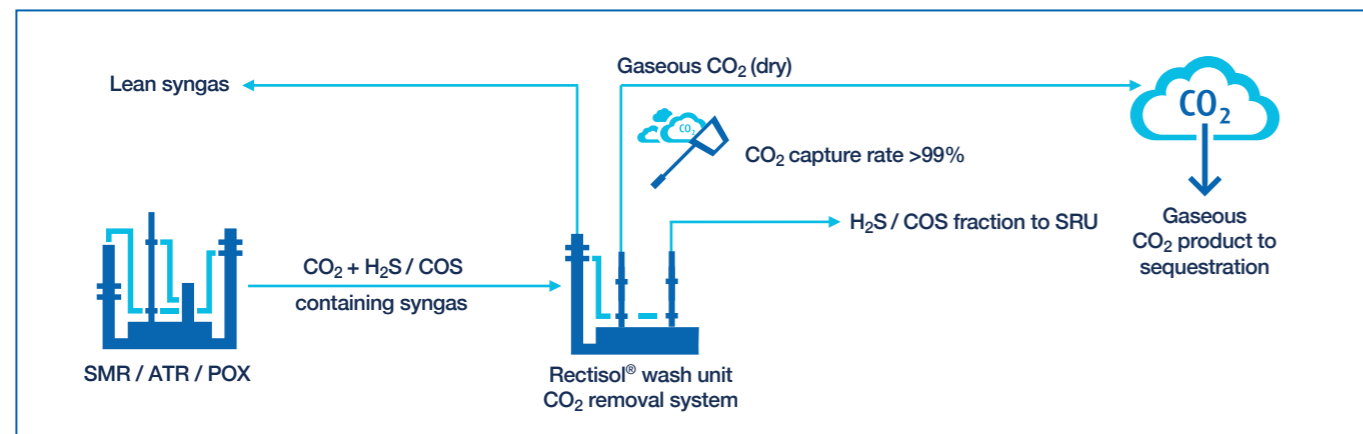 Lean syngas
Gaseous CO₂ (dry)
CO₂
CO₂
CO₂ capture rate >99%
H₂S / COS fraction to SRU
Gaseous
CO₂ product to
sequestration
CO₂ + H₂S / COS
containing syngas
SMR / ATR / POX
Rectisol® wash unit
CO₂ removal system